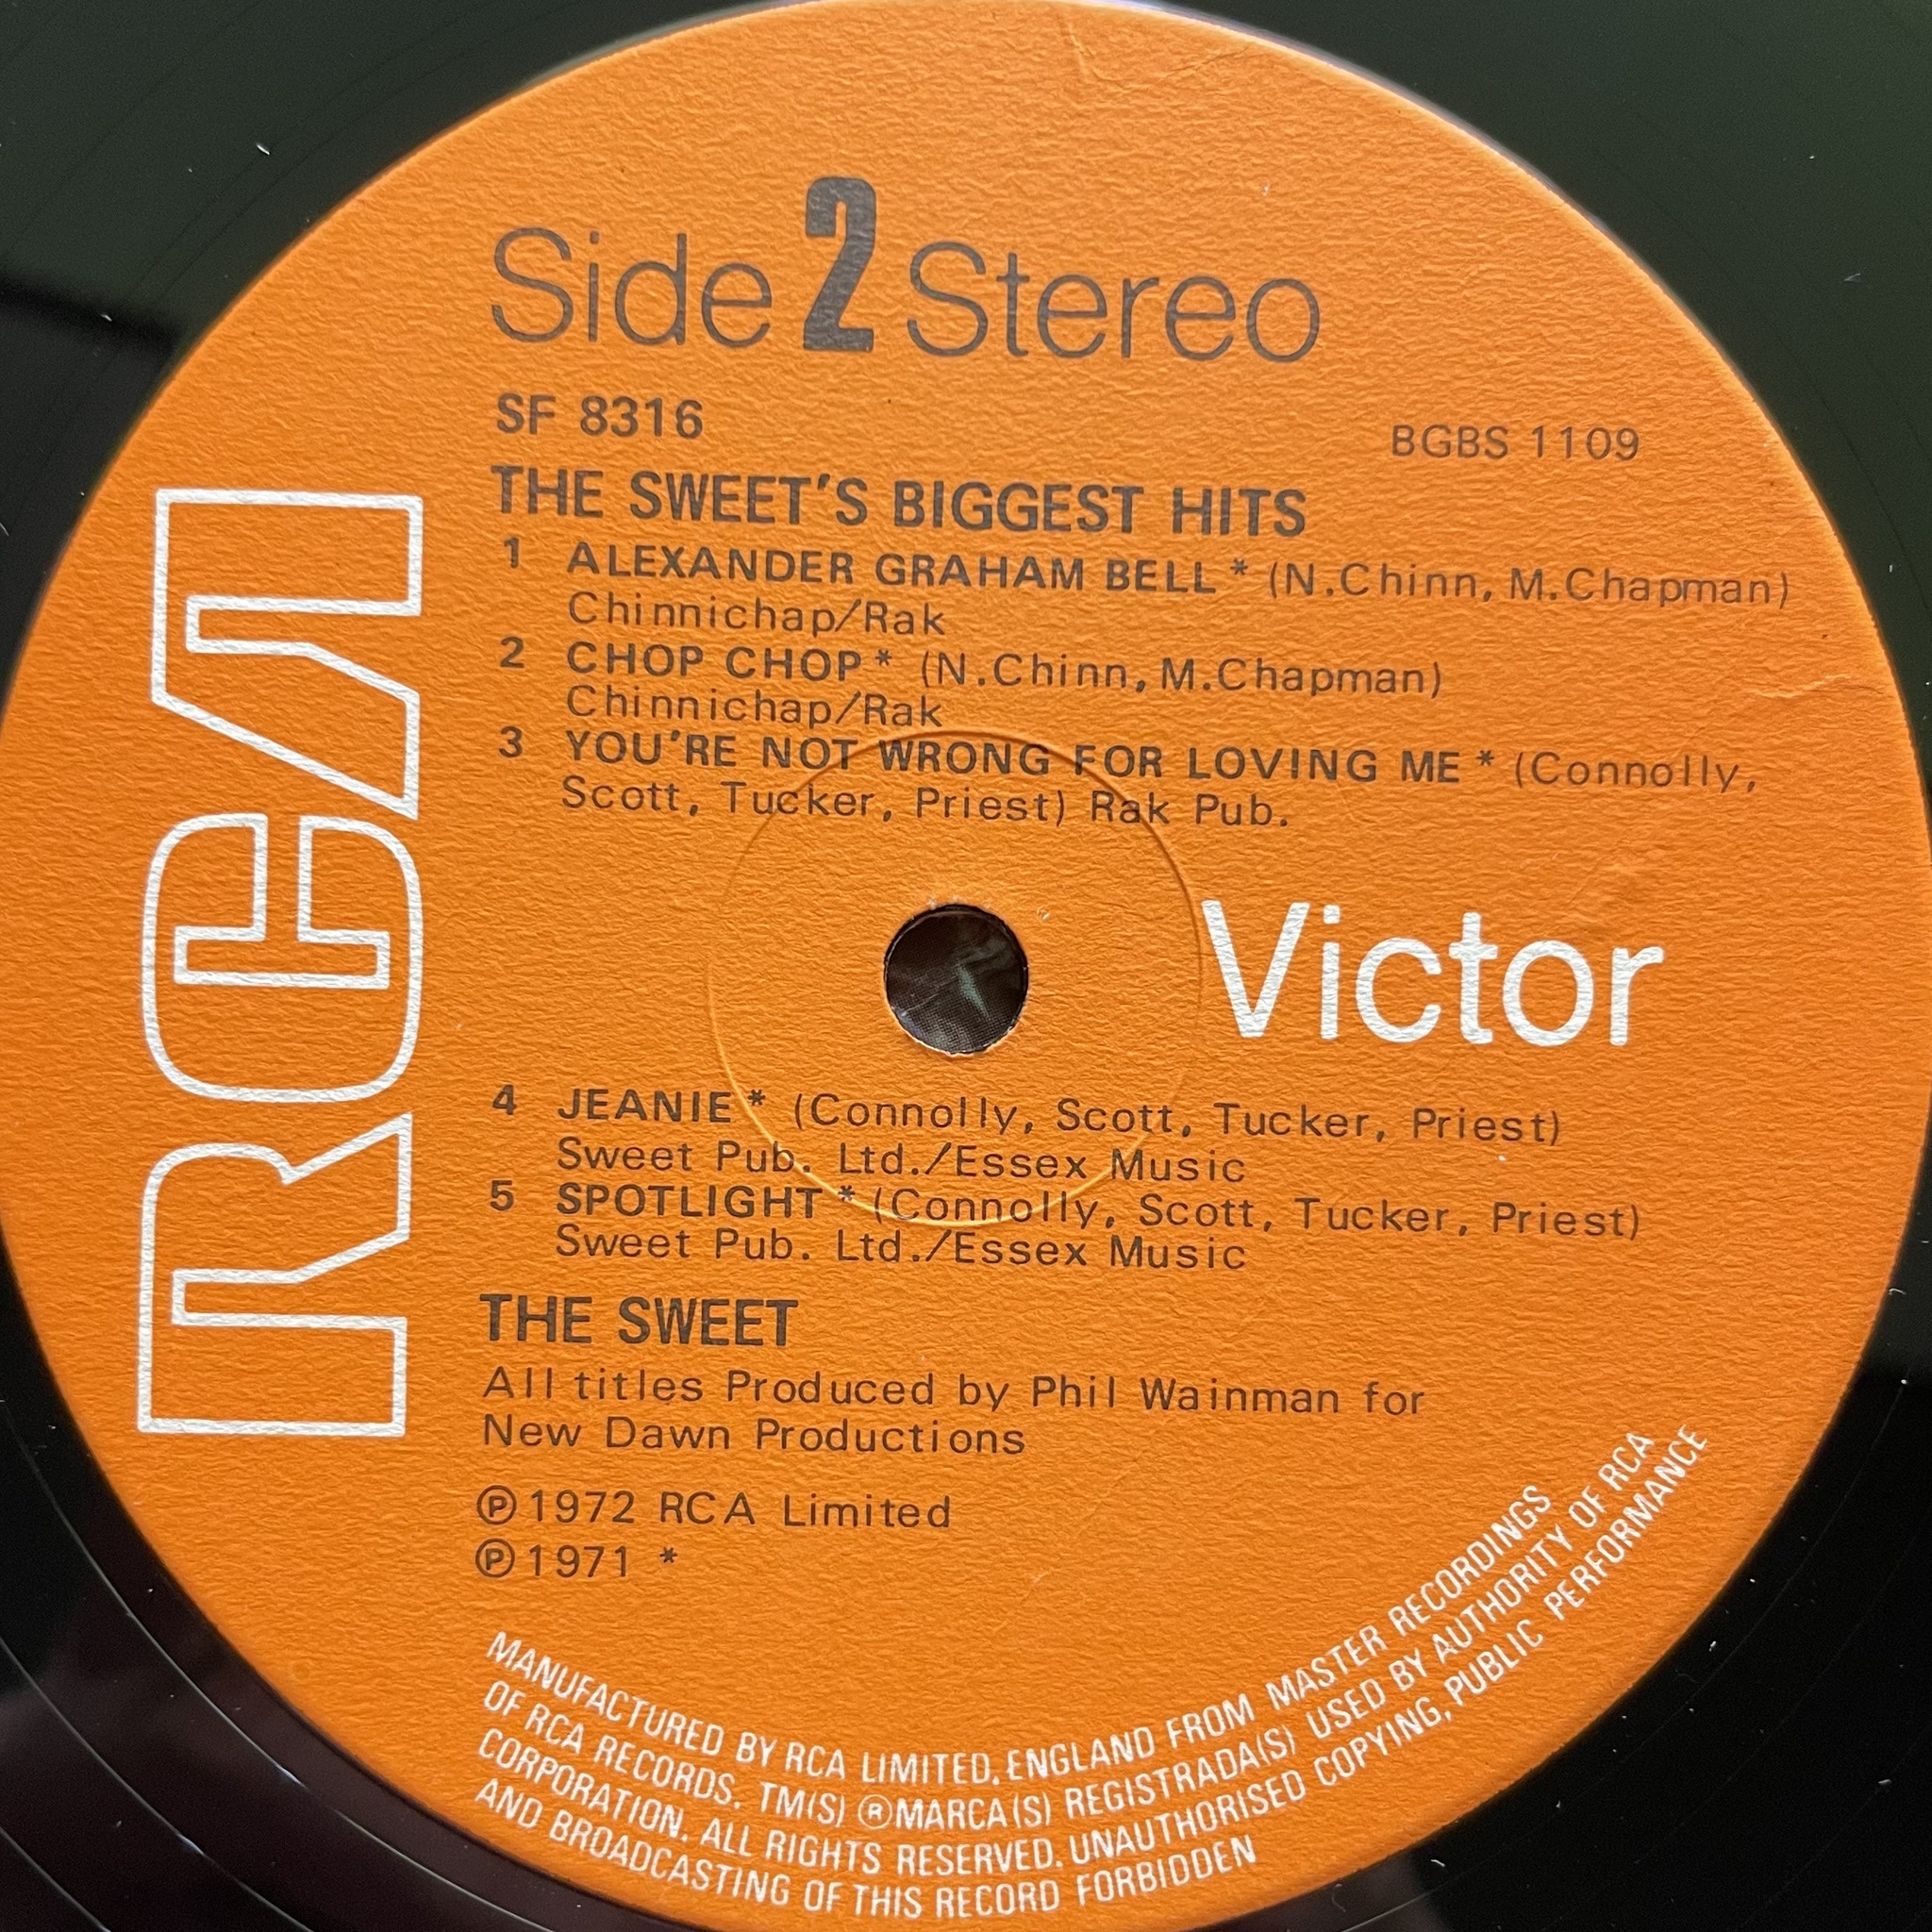 Side 2 Stereo
SF 8316
BGBS 1109
THE SWEET'S BIGGEST HITS
1 ALEXANDER GRAHAM BELL * (N.Chinn, M.Chapman)
Chinnichap/Rak
2 CHOP CHOP * (N.Chinn, M.Chapman)
Chinnichap/Rak
3 YOU'RE NOT WRONG FOR LOVING ME * (Connolly,
Scott, Tucker, Priest) Rak Pub.
RCA
Victor
4 JEANIE * (Connolly, Scott, Tucker, Priest)
Sweet Pub. Ltd./Essex Music
5 SPOTLIGHT * (Connolly, Scott, Tucker, Priest)
Sweet Pub. Ltd./Essex Music
THE SWEET
All titles Produced by Phil Wainman for
New Dawn Productions
Ⓟ1972 RCA Limited
Ⓟ1971 *
MANUFACTURED BY RCA LIMITED, ENGLAND FROM MASTER RECORDINGS
OF RCA RECORDS. TM(S) ®MARCA(S) REGISTRADA(S) USED BY AUTHORITY OF RCA
CORPORATION. ALL RIGHTS RESERVED. UNAUTHORISED COPYING, PUBLIC PERFORMANCE
AND BROADCASTING OF THIS RECORD FORBIDDEN